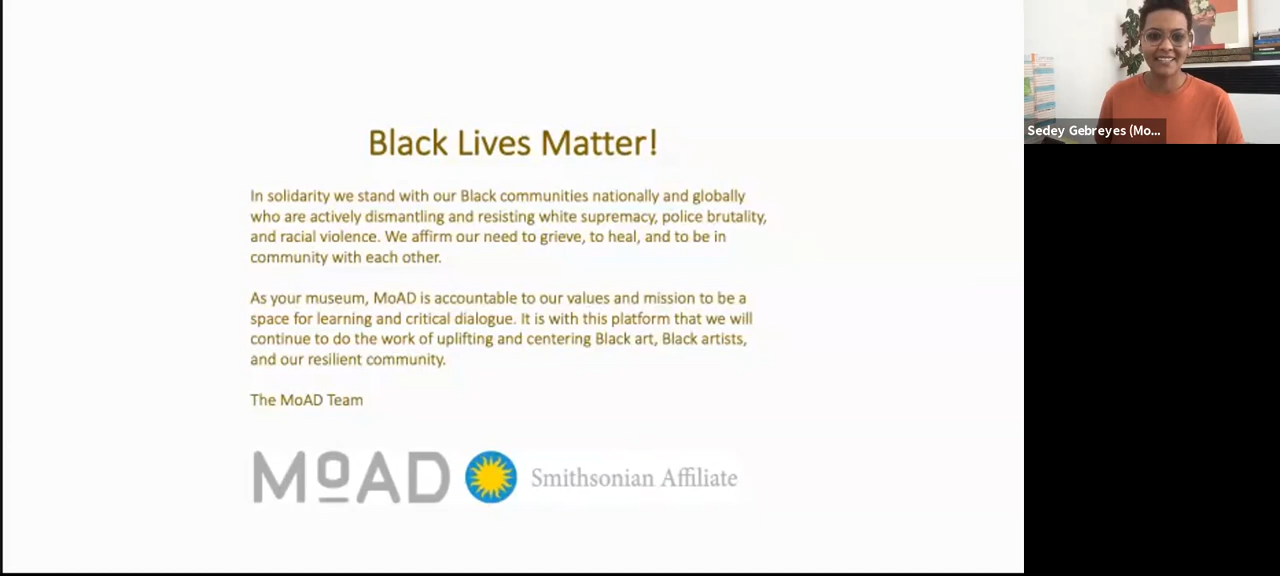 Black Lives Matter!
In solidarity we stand with our Black communities nationally and globally
who are actively dismantling and resisting white supremacy, police brutality,
and racial violence. We affirm our need to grieve, to heal, and to be in
community with each other.
As your museum, MoAD is accountable to our values and mission to be a
space for learning and critical dialogue. It is with this platform that we will
continue to do the work of uplifting and centering Black art, Black artists,
and our resilient community.
The MoAD Team
MoAD Smithsonian Affiliate
Sedey Gebreyes (Mo...